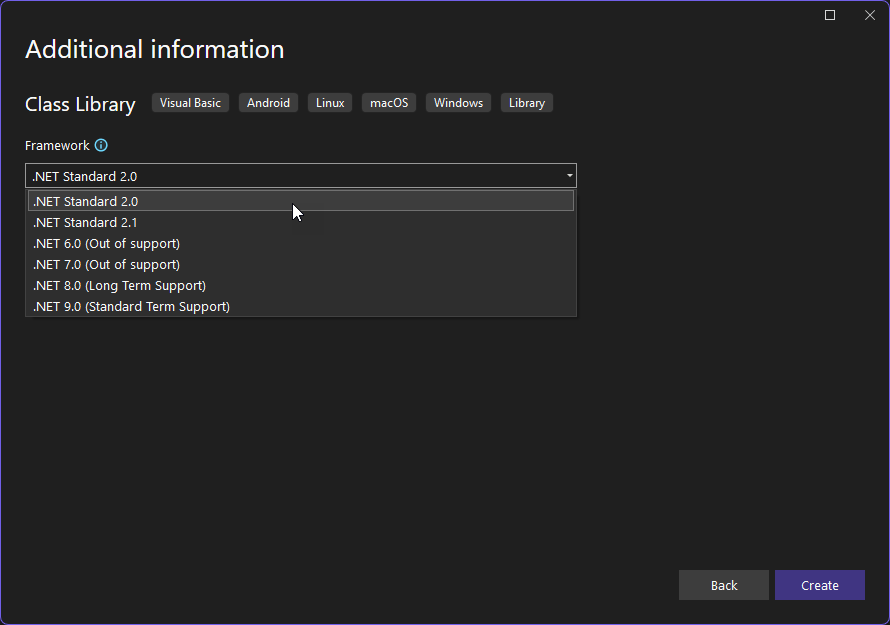 Additional information
Class Library Visual Basic Android Linux macOS Windows Library
Framework
.NET Standard 2.0
.NET Standard 2.0
.NET Standard 2.1
.NET 6.0 (Out of support)
.NET 7.0 (Out of support)
.NET 8.0 (Long Term Support)
.NET 9.0 (Standard Term Support)
Back Create